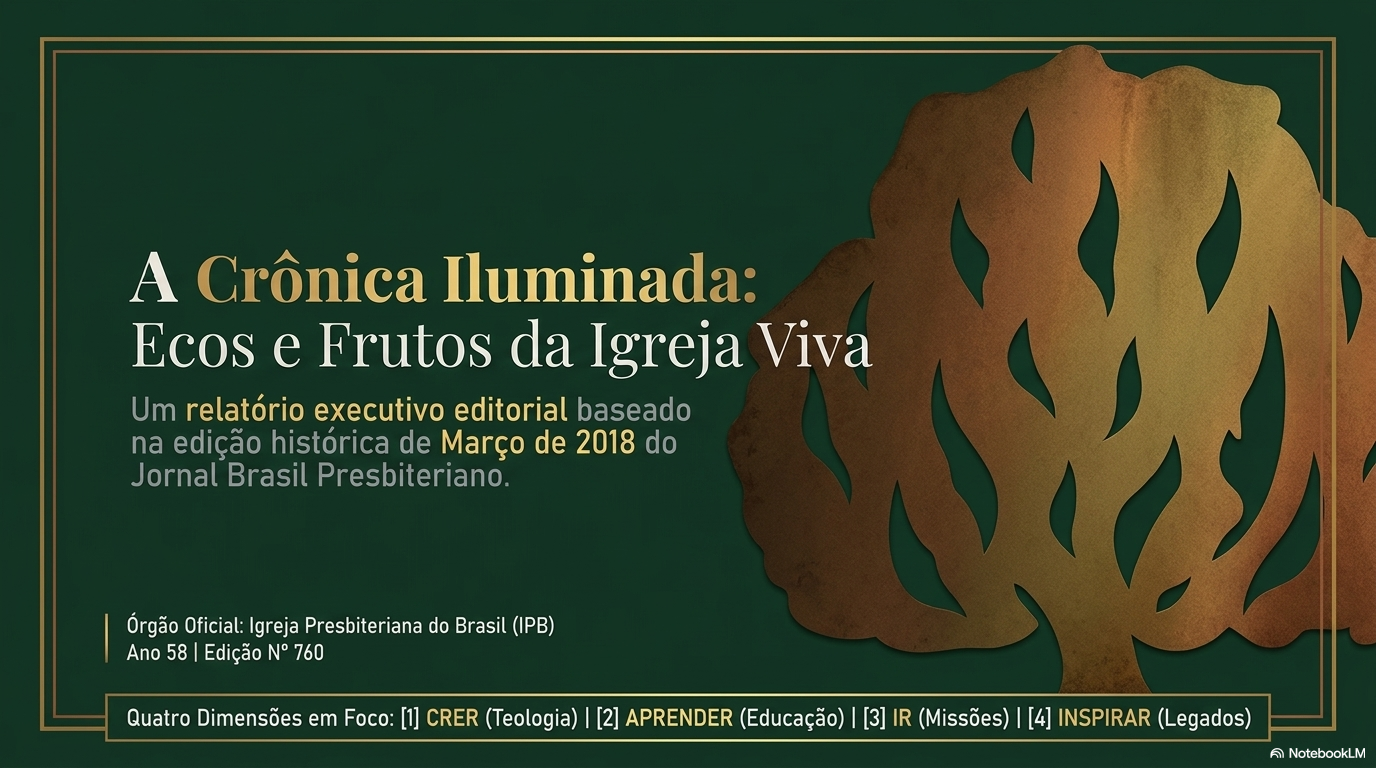 A Crônica Iluminada:
Ecos e Frutos da Igreja Viva
Um relatório executivo editorial baseado
na edição histórica de Março de 2018 do
Jornal Brasil Presbiteriano.
Órgão Oficial: Igreja Presbiteriana do Brasil (IPB)
Ano 58 | Edição Nº 760
Quatro Dimensões em Foco: [1] CRER (Teologia) | [2] APRENDER (Educação) | [3] IR (Missões) | [4] INSPIRAR (Legados)
NotebookLM